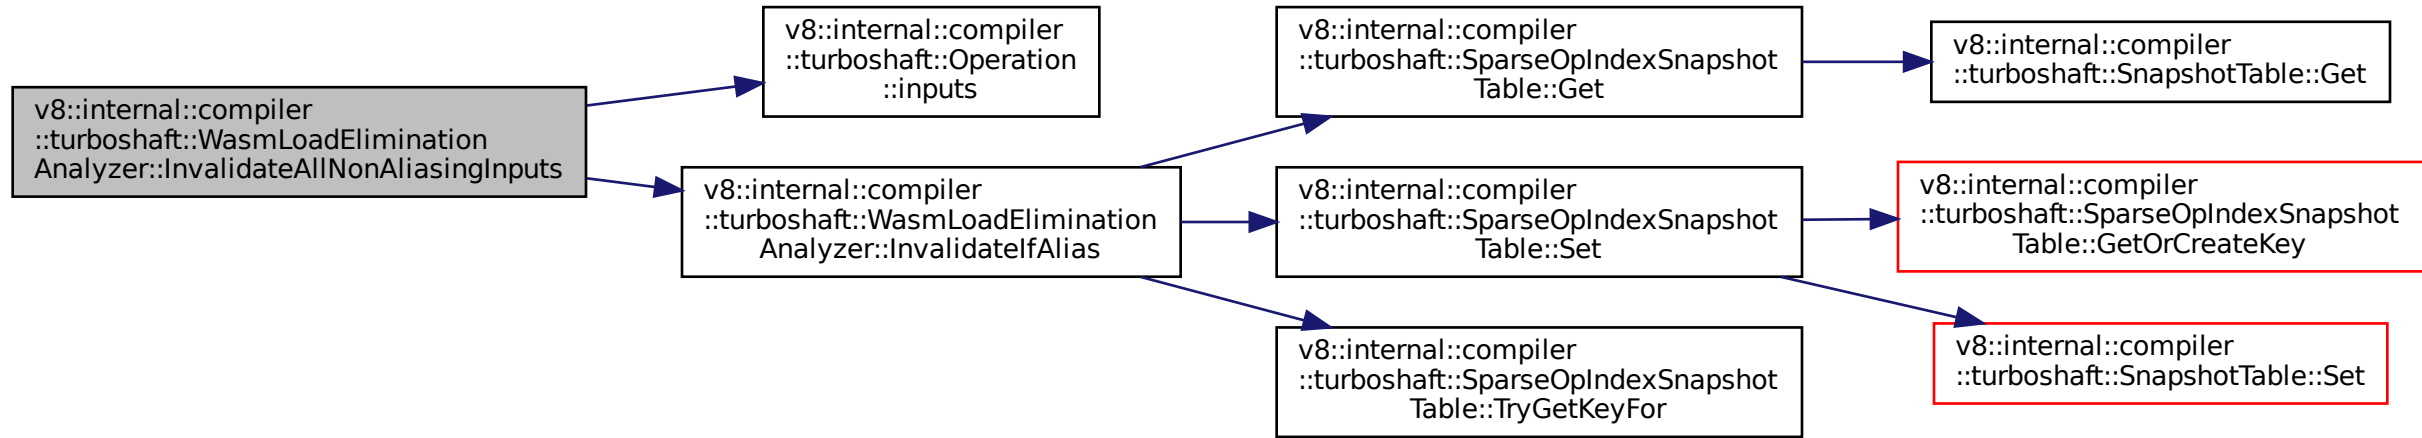 v8::internal::compiler
::turboshaft::WasmLoadElimination
Analyzer::InvalidateAllNonAliasingInputs
v8::internal::compiler
::turboshaft::Operation
::inputs
v8::internal::compiler
::turboshaft::WasmLoadElimination
Analyzer::InvalidateIfAlias
v8::internal::compiler
::turboshaft::SparseOpIndexSnapshot
Table::Get
v8::internal::compiler
::turboshaft::SnapshotTable::Get
v8::internal::compiler
::turboshaft::SparseOpIndexSnapshot
Table::Set
v8::internal::compiler
::turboshaft::SparseOpIndexSnapshot
Table::GetOrCreateKey
v8::internal::compiler
::turboshaft::SnapshotTable::Set
v8::internal::compiler
::turboshaft::SparseOpIndexSnapshot
Table::TryGetKeyFor